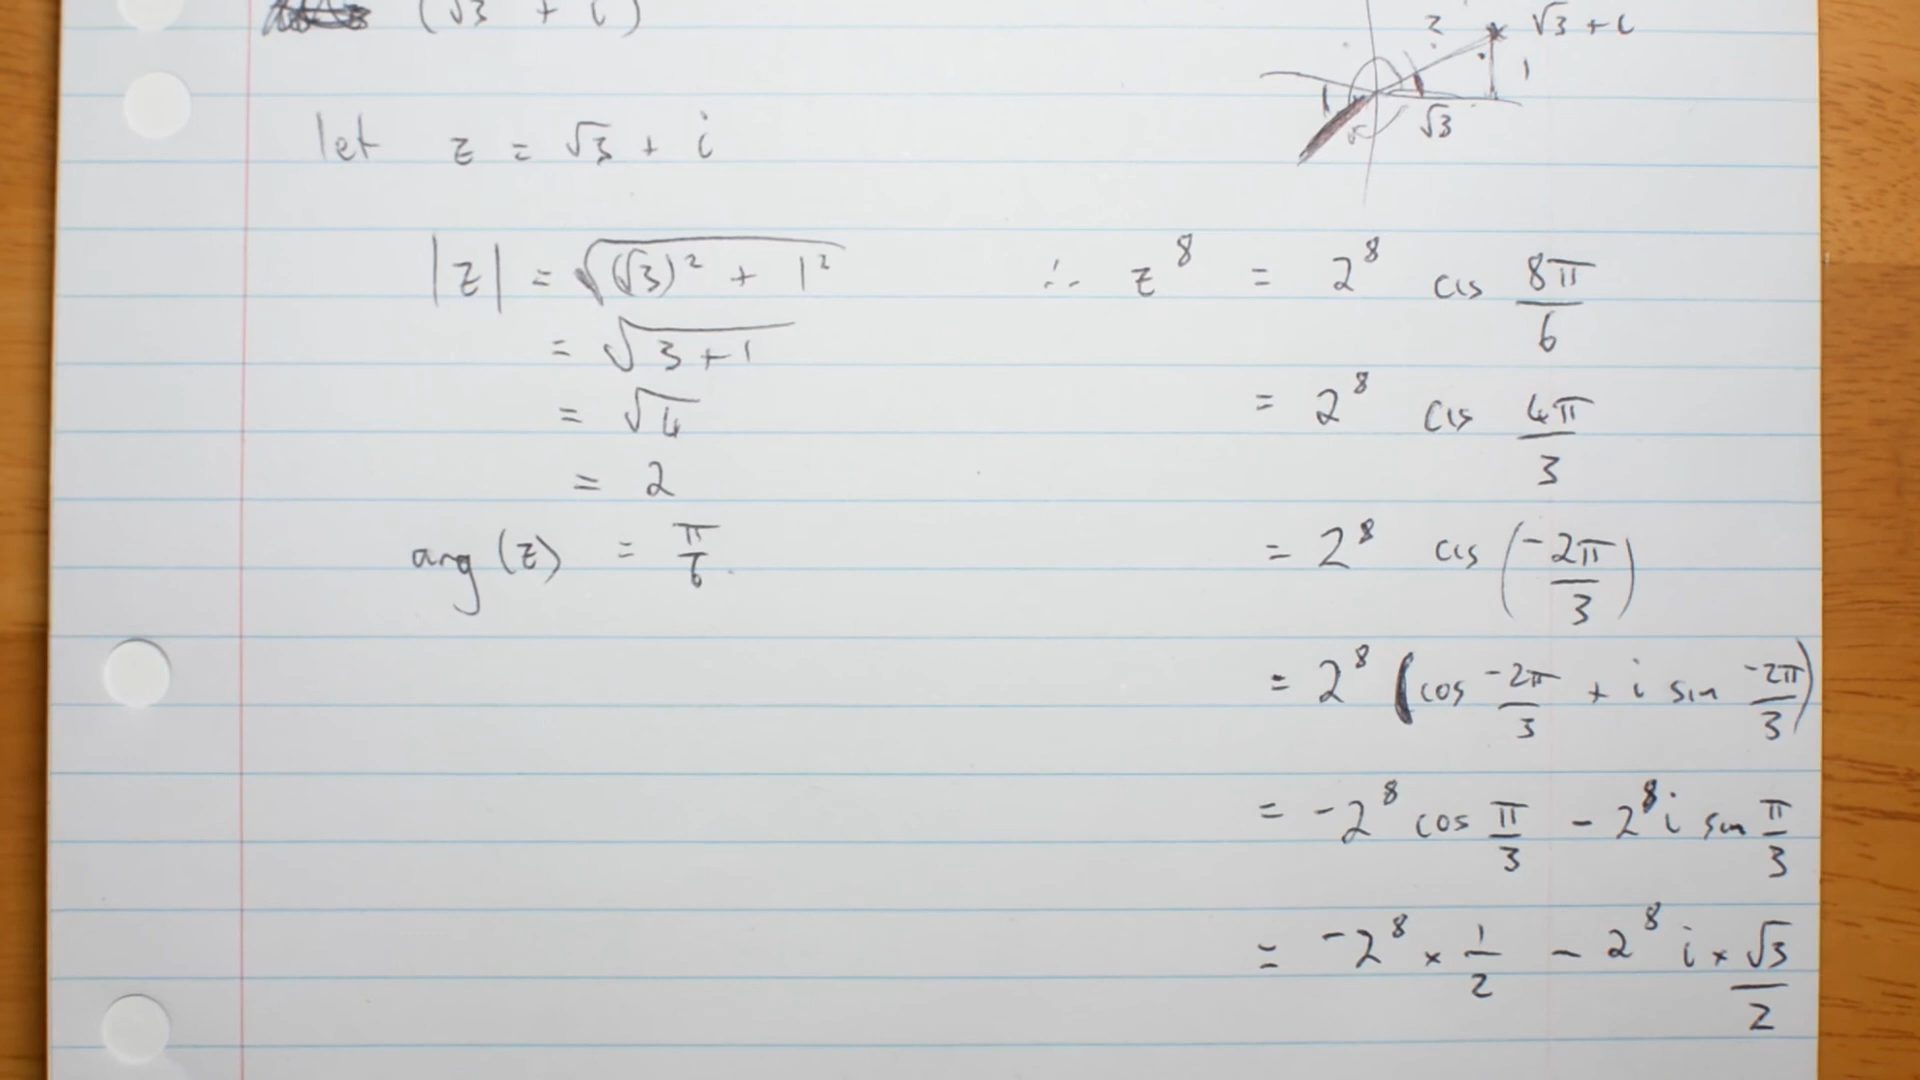 (√3 + i)
2 √3 + i
1
√3
let z = √3 + i
|z| = √((√3)² + 1²)
= √(3 + 1)
= √4
= 2
arg(z) = π/6
∴ z⁸ = 2⁸ cis 8π/6
= 2⁸ cis 4π/3
= 2⁸ cis (-2π/3)
= 2⁸ (cos -2π/3 + i sin -2π/3)
= -2⁸ cos π/3 - 2⁸ i sin π/3
= -2⁸ × 1/2 - 2⁸ i × √3/2